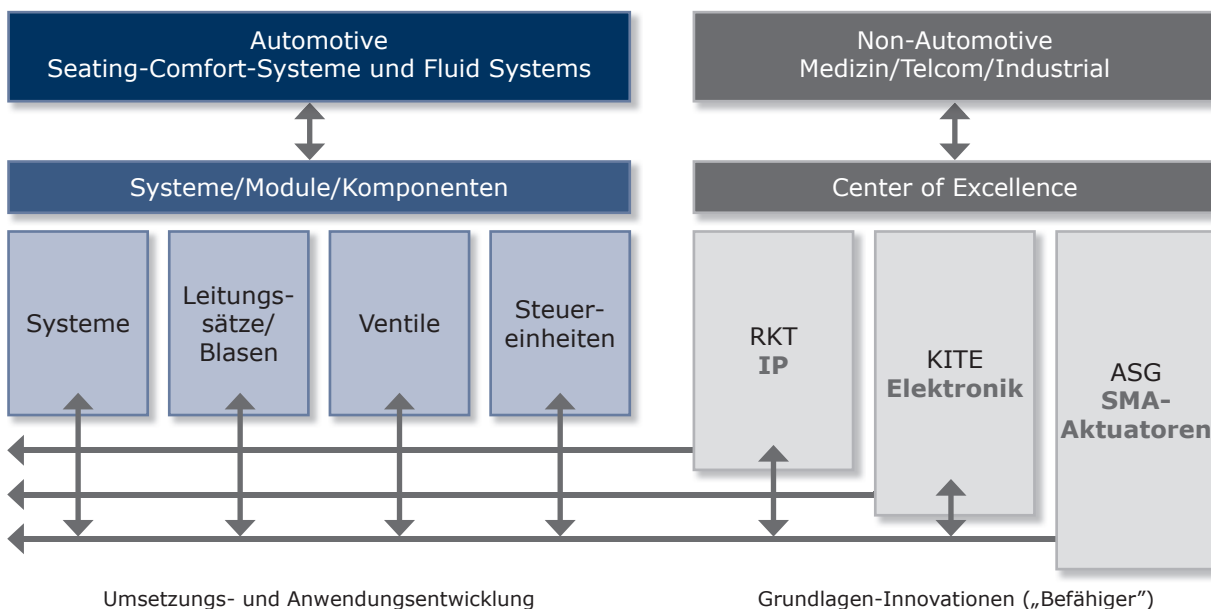 Automotive
Seating-Comfort-Systeme und Fluid Systems
Non-Automotive
Medizin/Telcom/Industrial
Systeme/Module/Komponenten
Center of Excellence
Systeme
Leitungs-
sätze/
Blasen
Ventile
Steuer-
einheiten
RKT
IP
KITE
Elektronik
ASG
SMA-
Aktuatoren
Umsetzungs- und Anwendungsentwicklung
Grundlagen-Innovationen („Befähiger”)